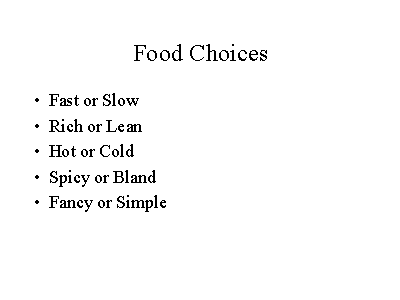 Food Choices
• Fast or Slow
• Rich or Lean
• Hot or Cold
• Spicy or Bland
• Fancy or Simple